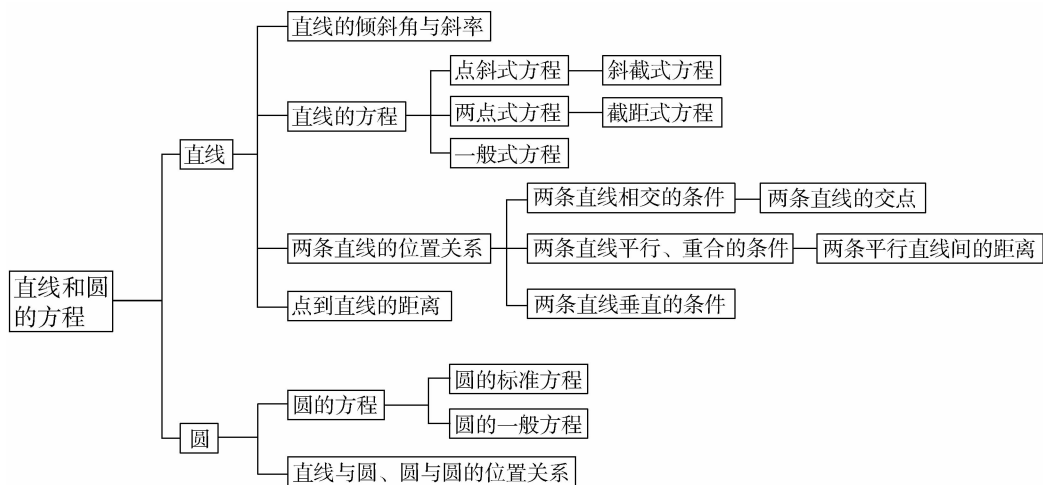 直线的倾斜角与斜率
点斜式方程
斜截式方程
直线的方程
两点式方程
截距式方程
一般式方程
直线
两条直线相交的条件
两条直线的交点
两条直线的位置关系
两条直线平行、重合的条件
两条平行直线间的距离
直线和圆
的方程
点到直线的距离
两条直线垂直的条件
圆的标准方程
圆的方程
圆的一般方程
圆
直线与圆、圆与圆的位置关系